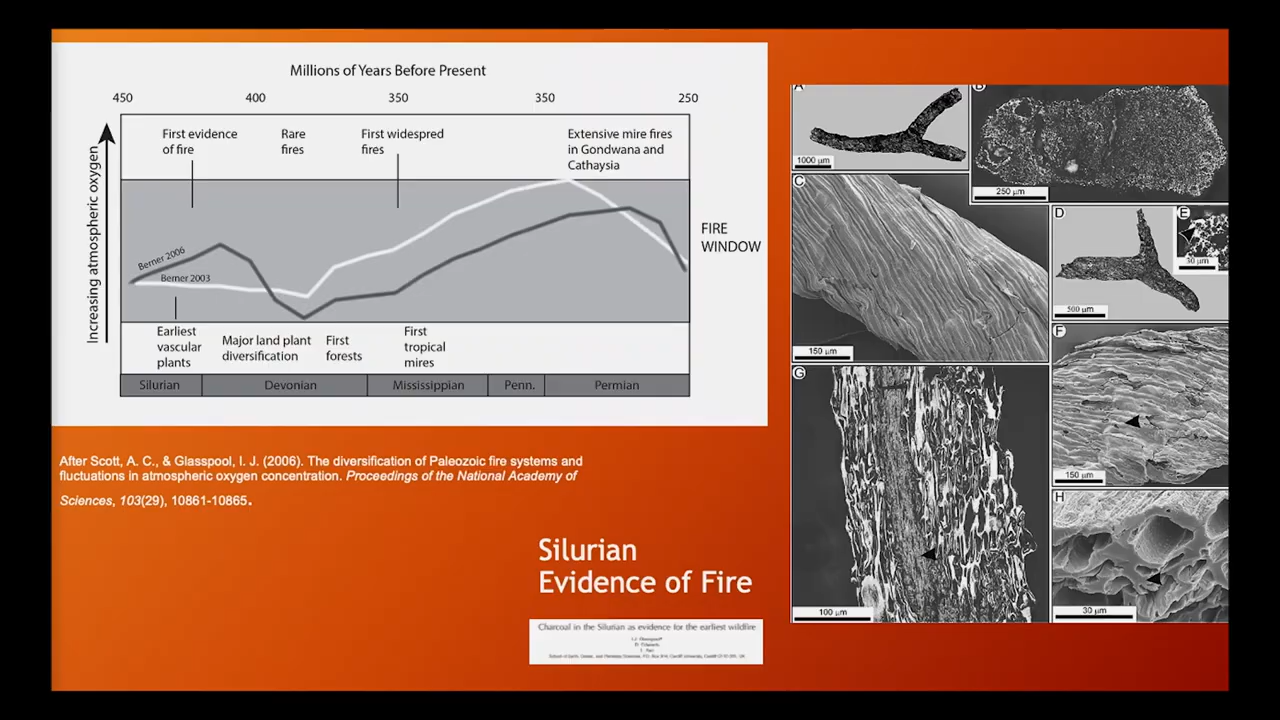 Millions of Years Before Present
450 400 350 350 250
First evidence
of fire
Rare
fires
First widespred
fires
Extensive mire fires
in Gondwana and
Cathaysia
Increasing atmospheric oxygen
Berner 2006
Berner 2003
FIRE
WINDOW
Earliest
vascular
plants
Major land plant
diversification
First
forests
First
tropical
mires
Silurian Devonian Mississippian Penn. Permian
After Scott, A. C., & Glasspool, I. J. (2006). The diversification of Paleozoic fire systems and
fluctuations in atmospheric oxygen concentration. Proceedings of the National Academy of
Sciences, 103(29), 10861-10865.
Silurian
Evidence of Fire
Charcoal in the Silurian as evidence for the earliest wildfire
A
1000 µm
B
250 µm
C
150 µm
D
500 µm
E
30 µm
F
150 µm
G
100 µm
H
30 µm